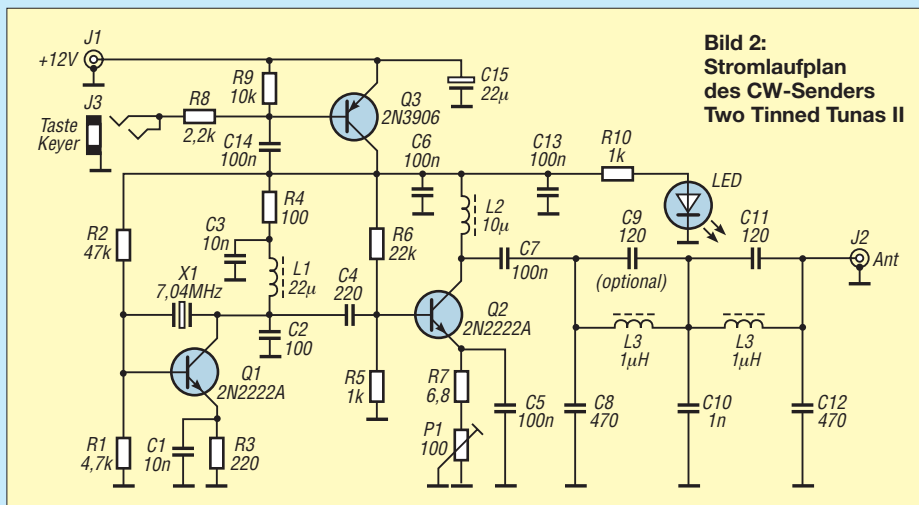 Bild 2:
Stromlaufplan
des CW-Senders
Two Tinned Tunas II
J1
+12V
J3
Taste
Keyer
R8
2,2k
R9
10k
C14
100n
Q3
2N3906
C15
22µ
C6
100n
C13
100n
R10
1k
LED
R2
47k
C3
10n
R4
100
L1
22µ
R6
22k
L2
10µ
C7
100n
C9
120
(optional)
C11
120
J2
Ant
X1
7,04MHz
C4
220
C2
100
Q2
2N2222A
L3
1µH
L3
1µH
Q1
2N2222A
R5
1k
R7
6,8
P1
100
C5
100n
C8
470
C10
1n
C12
470
R1
4,7k
C1
10n
R3
220